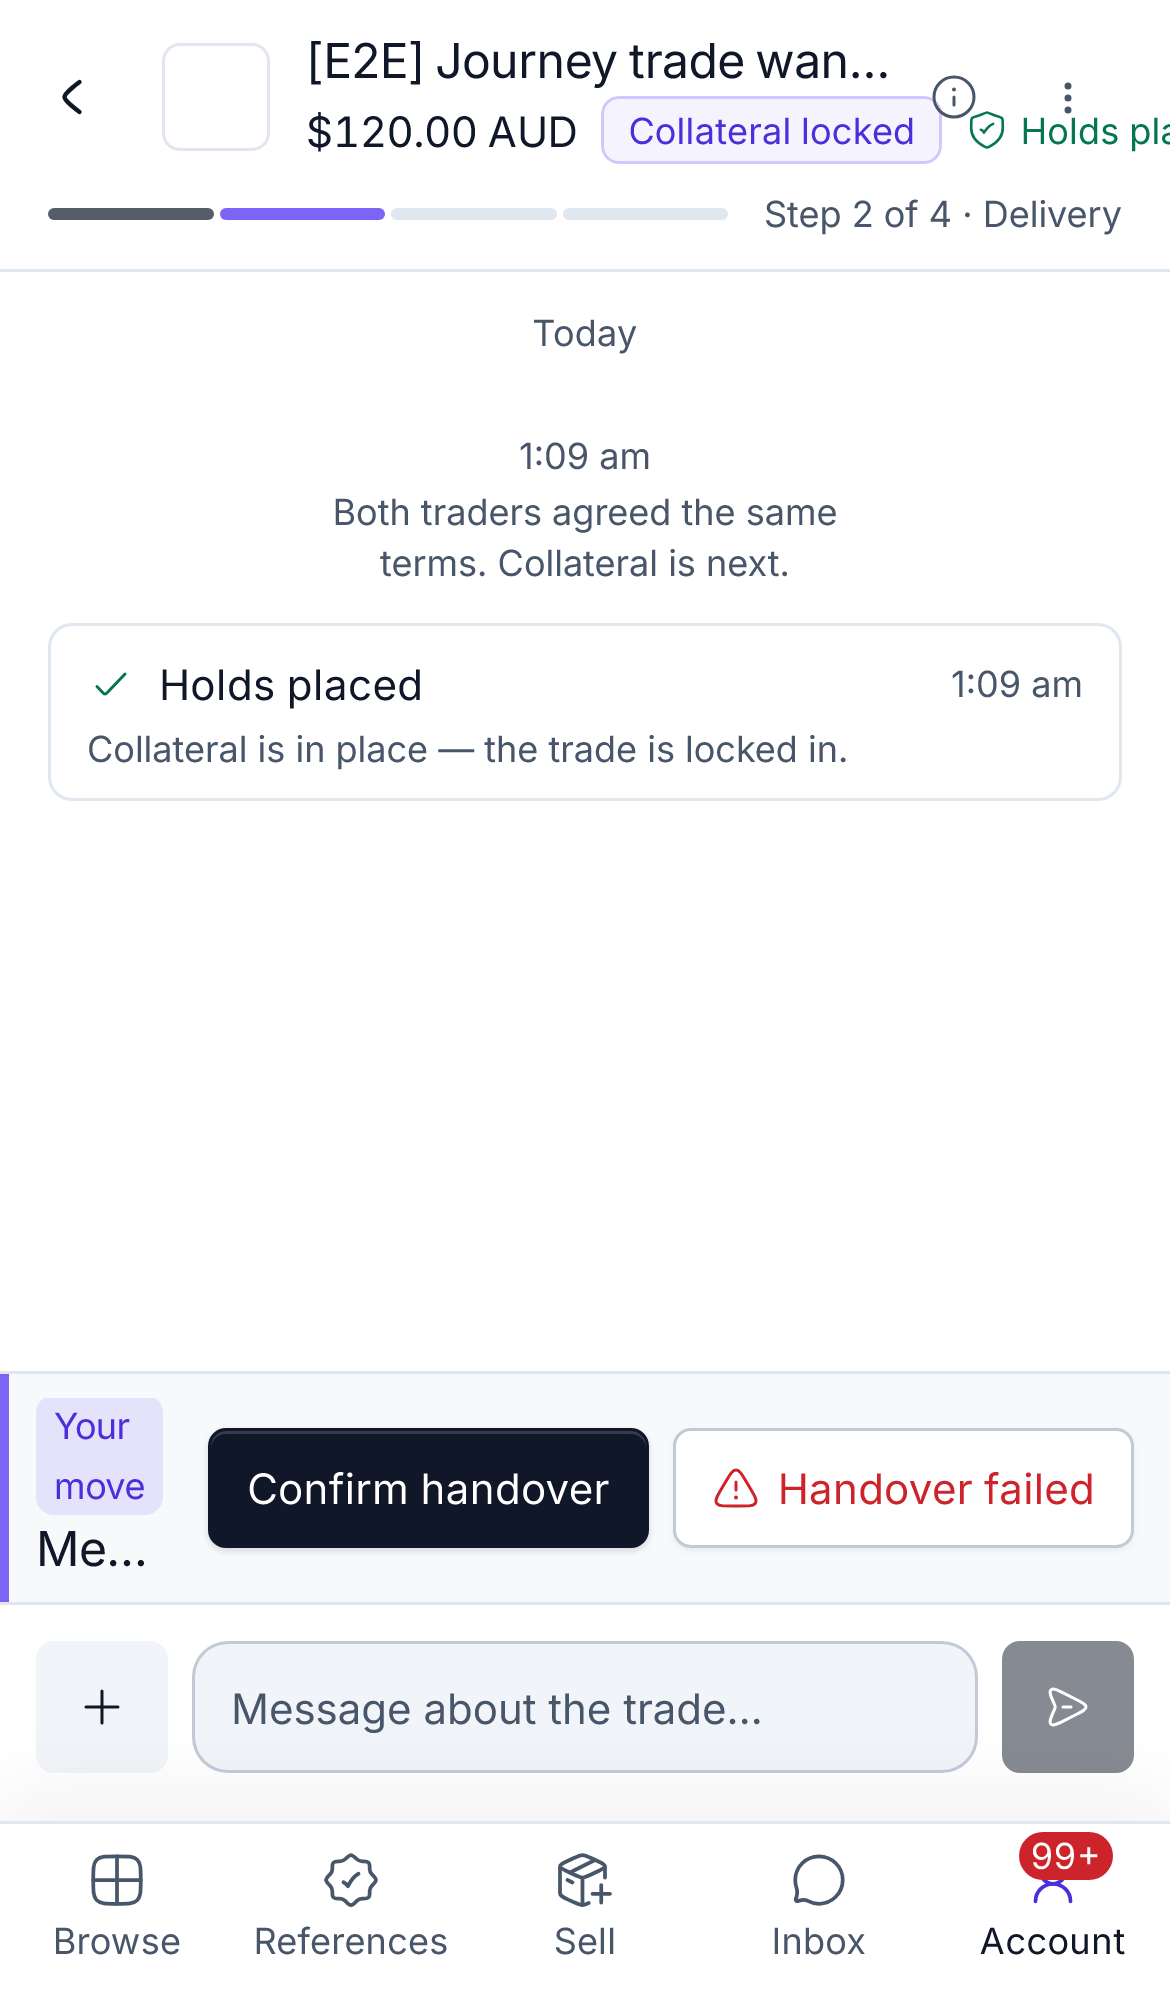 [E2E] Journey trade wan...
$120.00 AUD Collateral locked Holds pla
Step 2 of 4 · Delivery
Today
1:09 am
Both traders agreed the same
terms. Collateral is next.
Holds placed 1:09 am
Collateral is in place — the trade is locked in.
Your
move
Me...
Confirm handover
Handover failed
Message about the trade...
99+
Browse References Sell Inbox Account